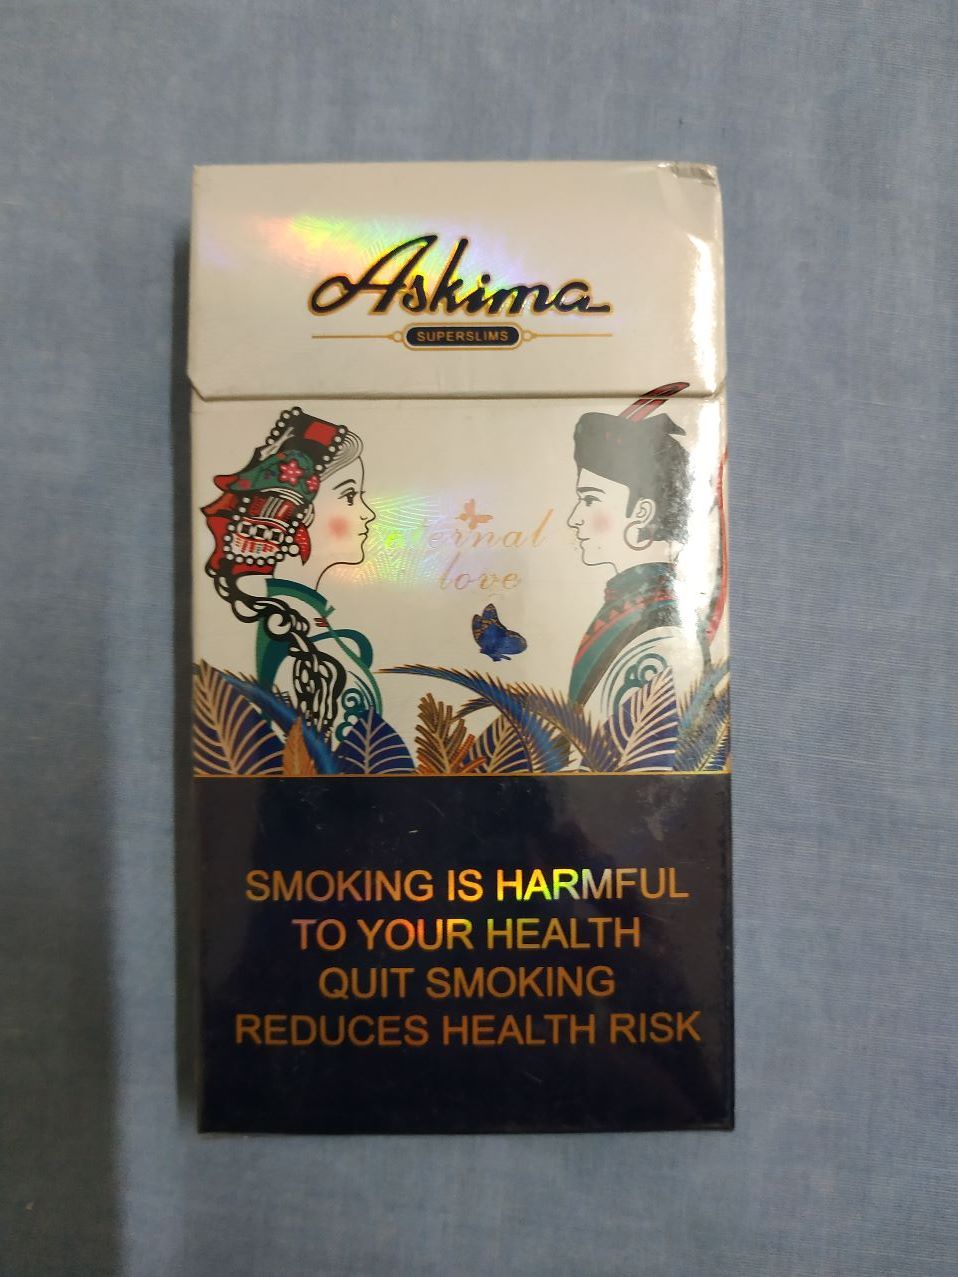 Askima
SUPERSLIMS
eternal
love
SMOKING IS HARMFUL
TO YOUR HEALTH
QUIT SMOKING
REDUCES HEALTH RISK